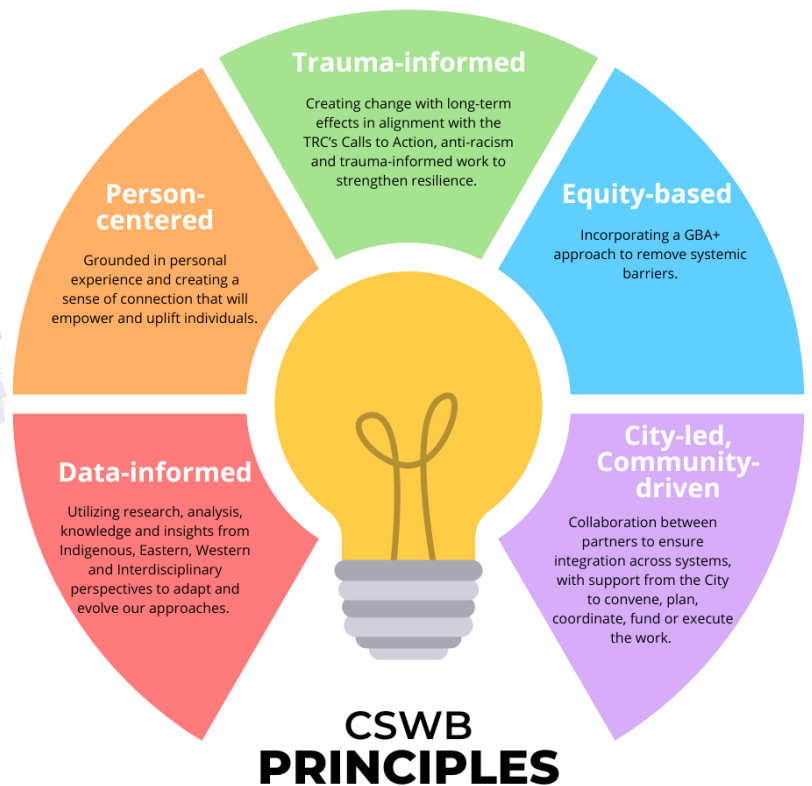 Trauma-informed
Creating change with long-term
effects in alignment with the
TRC's Calls to Action, anti-racism
and trauma-informed work to
strengthen resilience.
Person-
centered
Grounded in personal
experience and creating a
sense of connection that will
empower and uplift individuals.
Equity-based
Incorporating a GBA+
approach to remove systemic
barriers.
Data-informed
Utilizing research, analysis,
knowledge and insights from
Indigenous, Eastern, Western
and Interdisciplinary
perspectives to adapt and
evolve our approaches.
City-led,
Community-
driven
Collaboration between
partners to ensure
integration across systems,
with support from the City
to convene, plan,
coordinate, fund or execute
the work.
CSWB
PRINCIPLES